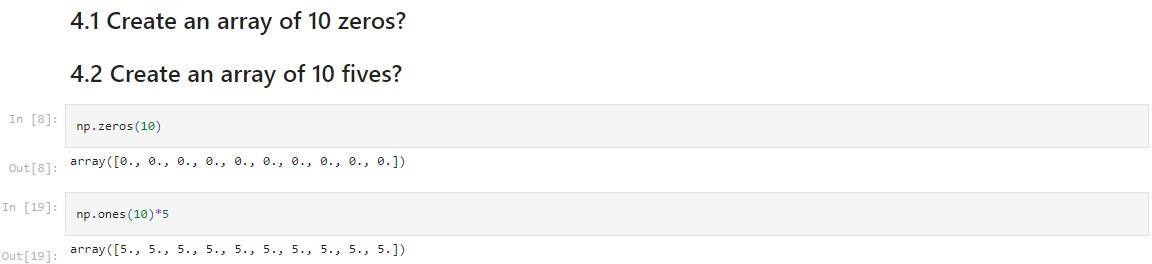 4.1 Create an array of 10 zeros?
4.2 Create an array of 10 fives?
In [8]:
np.zeros(10)
Out[8]:
array([0., 0., 0., 0., 0., 0., 0., 0., 0., 0.])
In [19]:
np.ones(10)*5
Out[19]:
array([5., 5., 5., 5., 5., 5., 5., 5., 5., 5.])